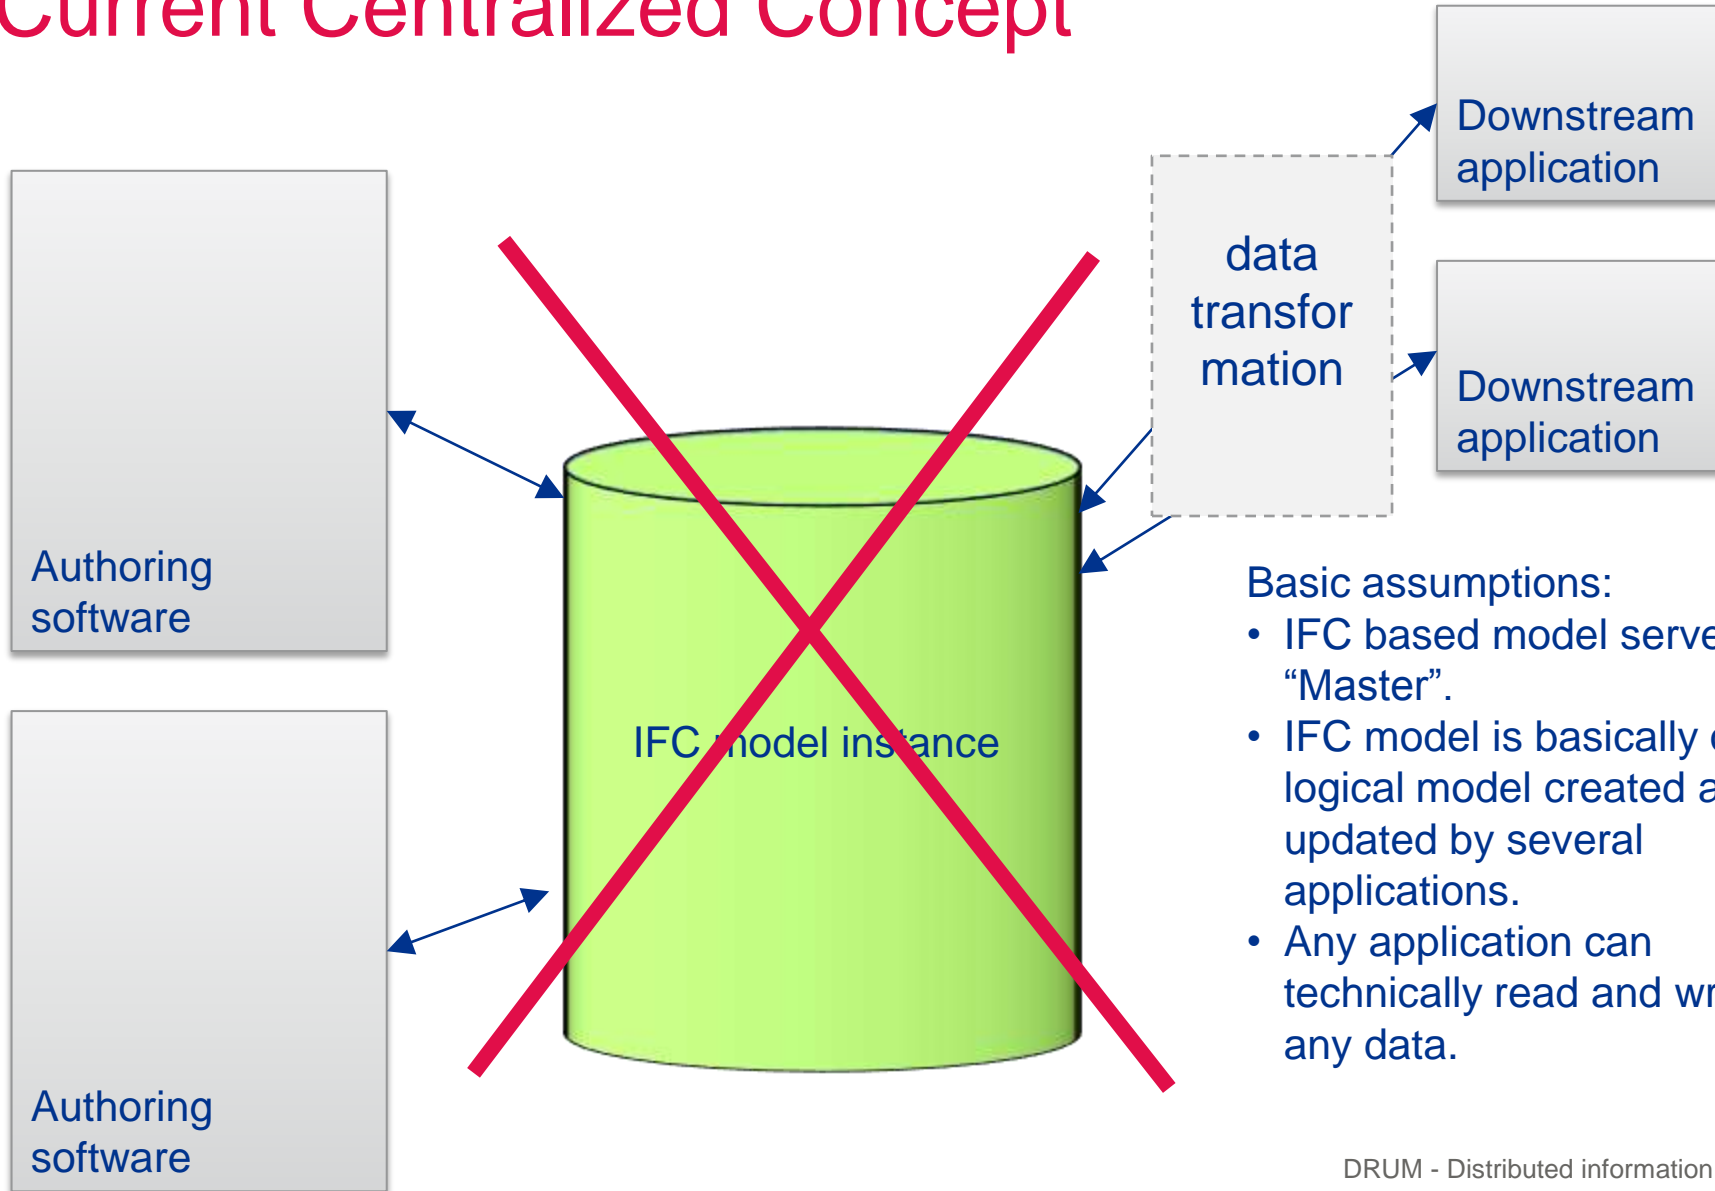 Current Centralized Concept
Downstream
application
data
transfor
mation
Downstream
application
Authoring
software
IFC model instance
Basic assumptions:
• IFC based model
“Master”.
• IFC model is basically
logical model created
updated by several
applications.
• Any application can
technically read and
any data.
Authoring
software
DRUM - Distributed information